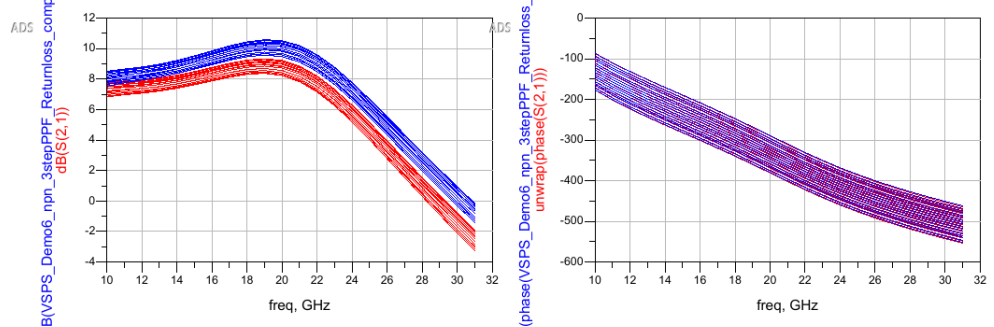 ADS
B(VSPS_Demo6_npn_3stepPPF_Returnloss_comp
dB(S(2,1))
12
10
8
6
4
2
0
-2
-4
10 12 14 16 18 20 22 24 26 28 30 32
freq, GHz
ADS
(phase(VSPS_Demo6_npn_3stepPPF_Returnloss_
unwrap(phase(S(2,1)))
0
-100
-200
-300
-400
-500
-600
10 12 14 16 18 20 22 24 26 28 30 32
freq, GHz